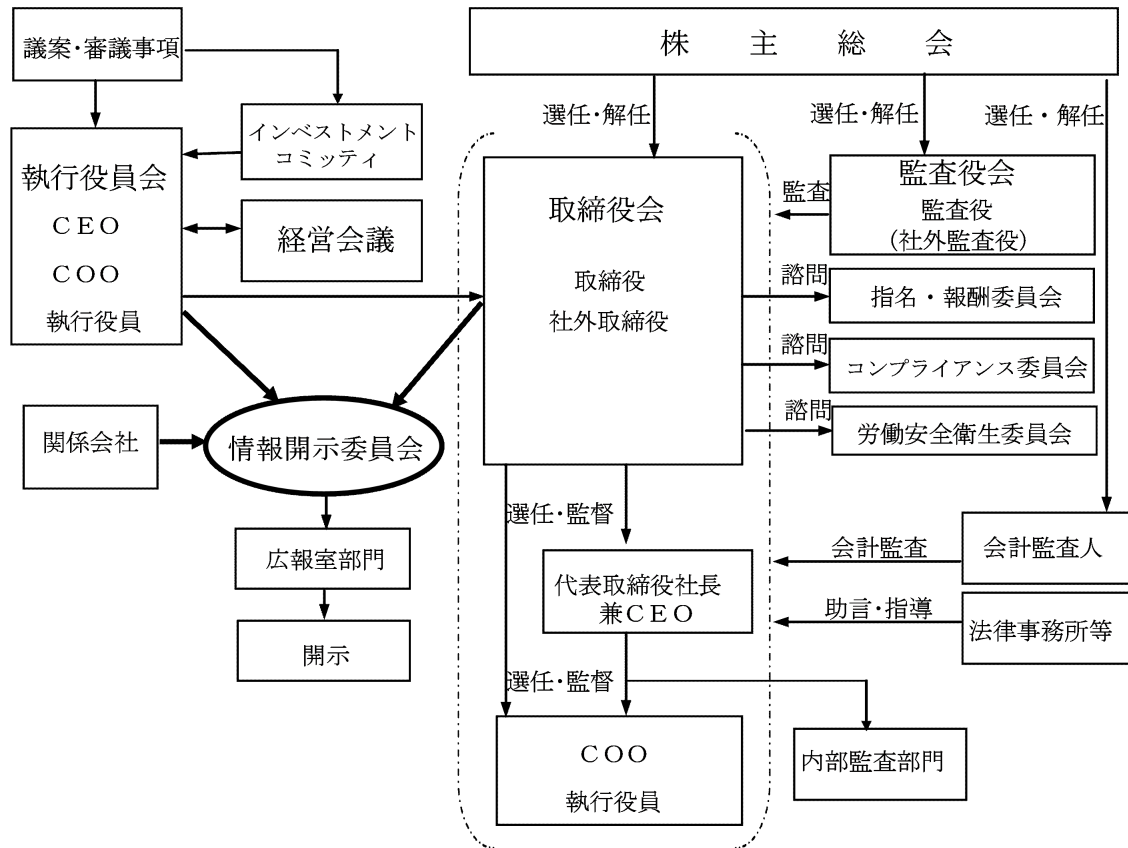 議案・審議事項
株主総会
選任・解任
選任・解任
選任・解任
インベストメント
コミッティ
執行役員会
CEO
COO
執行役員
経営会議
取締役会
取締役
社外取締役
監査
監査役会
監査役
(社外監査役)
諮問
指名・報酬委員会
諮問
コンプライアンス委員会
諮問
労働安全衛生委員会
関係会社
情報開示委員会
広報室部門
開示
選任・監督
代表取締役社長
兼CEO
会計監査
会計監査人
助言・指導
法律事務所等
選任・監督
COO
執行役員
内部監査部門